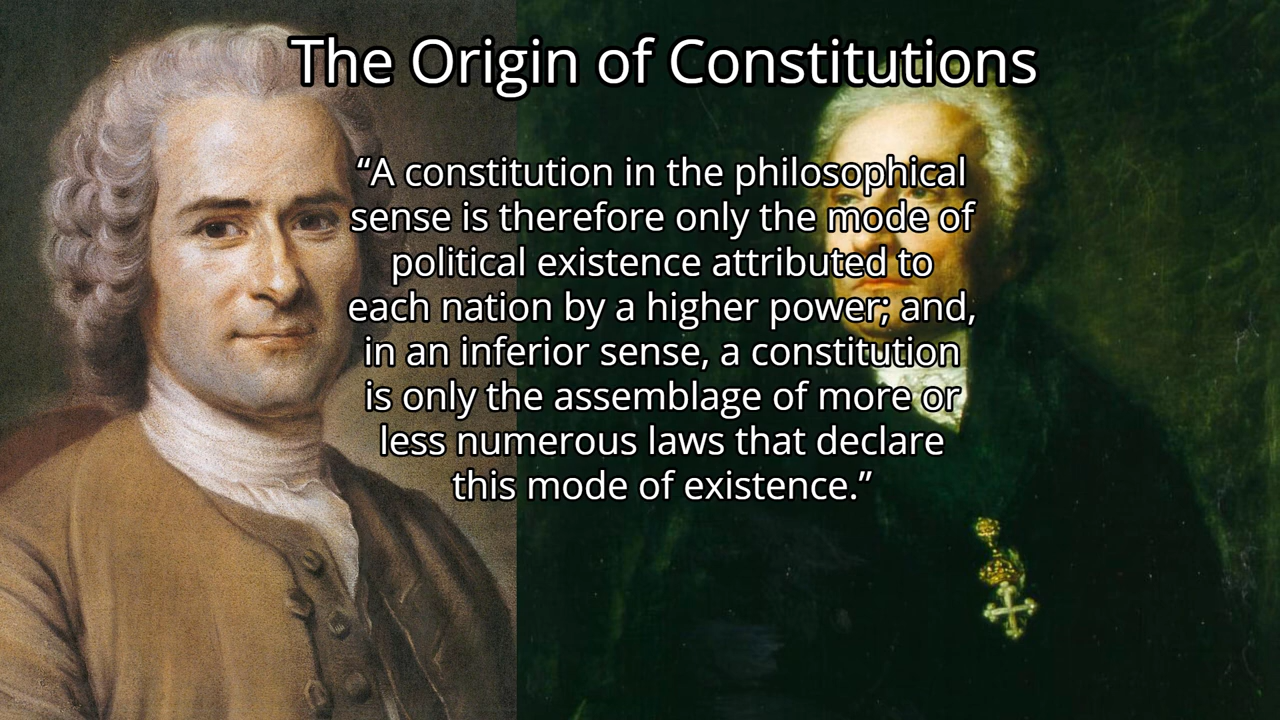 The Origin of Constitutions
“A constitution in the philosophical
sense is therefore only the mode of
political existence attributed to
each nation by a higher power; and,
in an inferior sense, a constitution
is only the assemblage of more or
less numerous laws that declare
this mode of existence.”